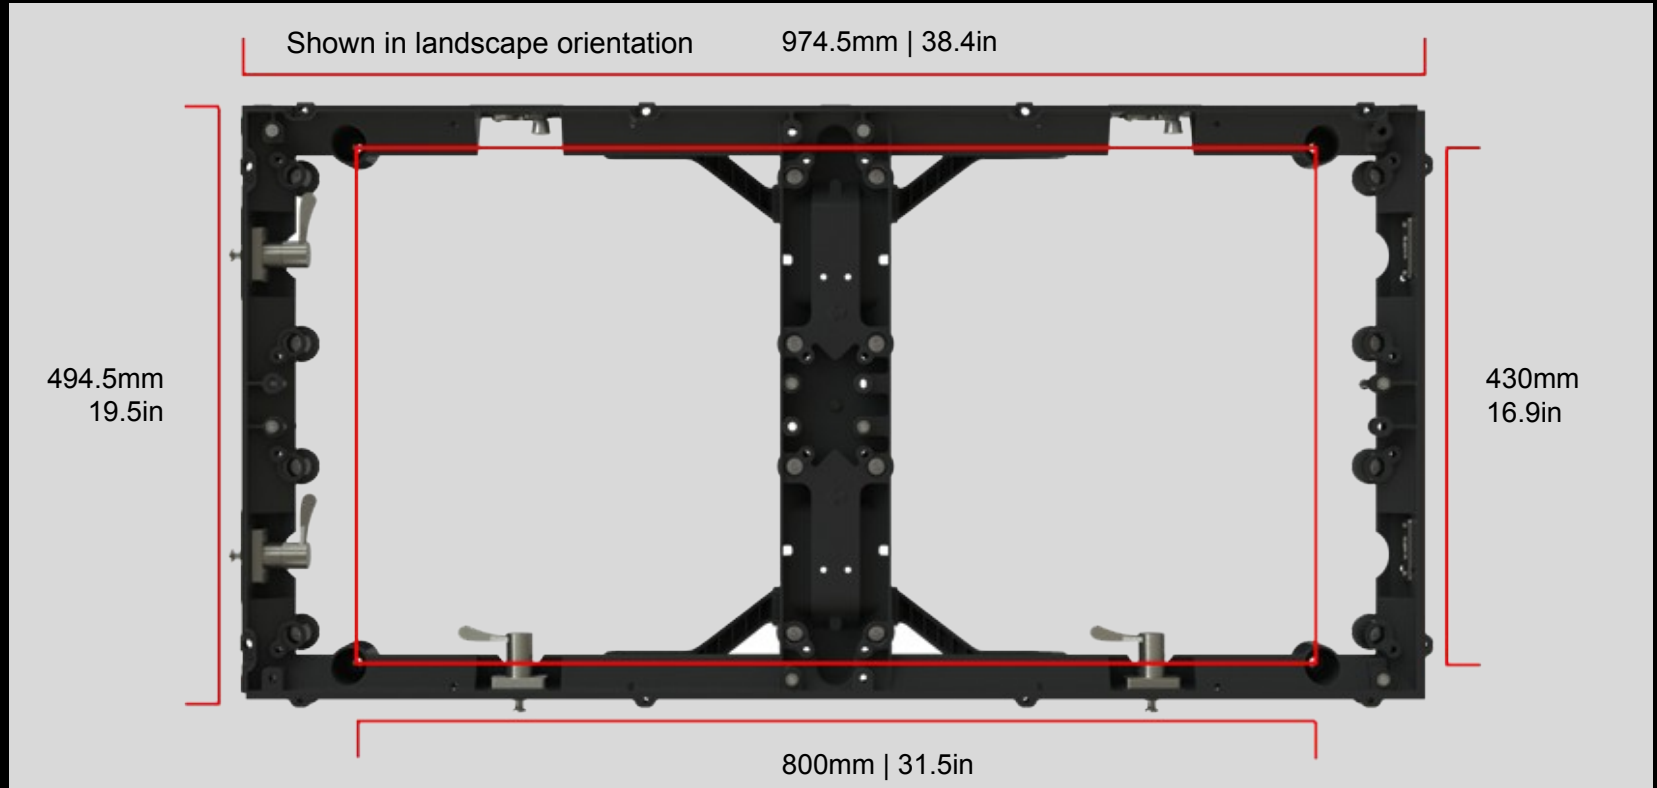 Shown in landscape orientation
974.5mm | 38.4in
494.5mm
19.5in
430mm
16.9in
800mm | 31.5in